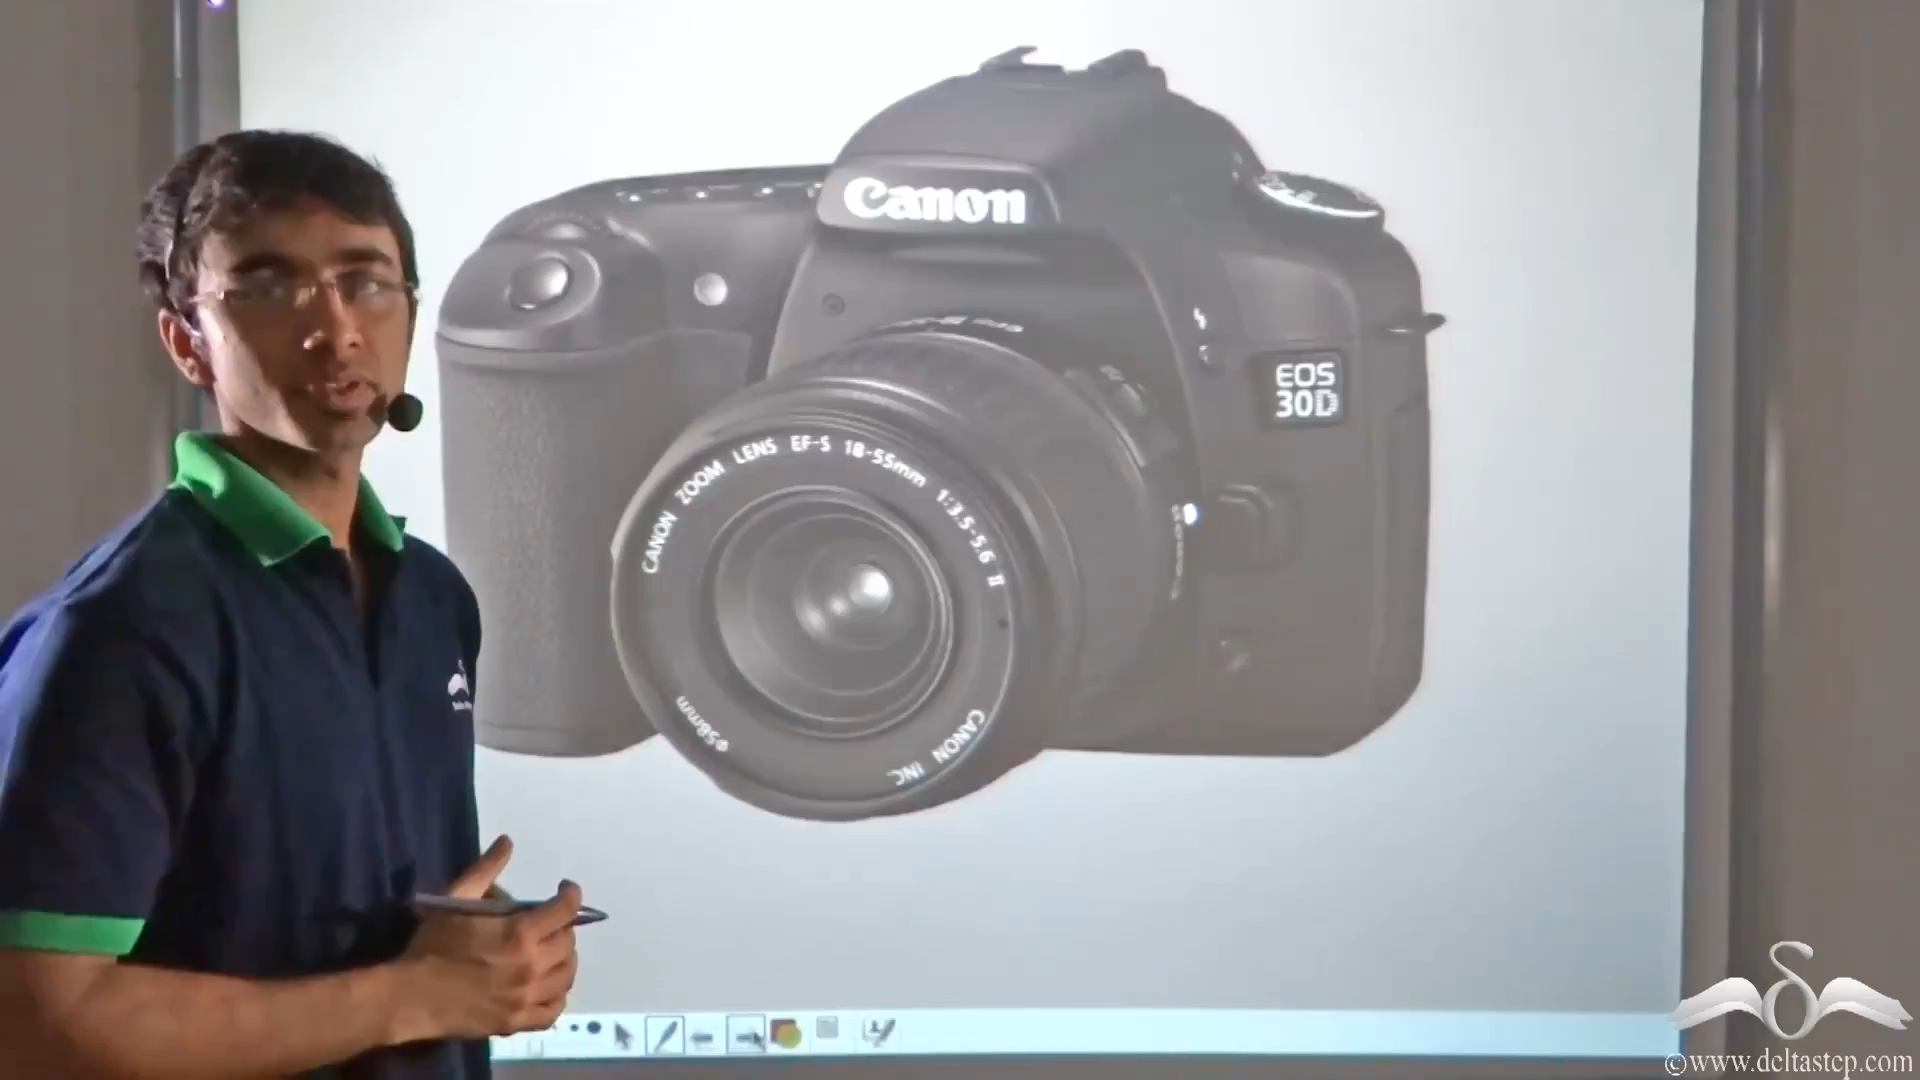 Canon
EOS
30D
CANON ZOOM LENS EF-S 18-55mm 1:3.5-5.6 II
ø58mm
CANON INC
©www.deltastep.com